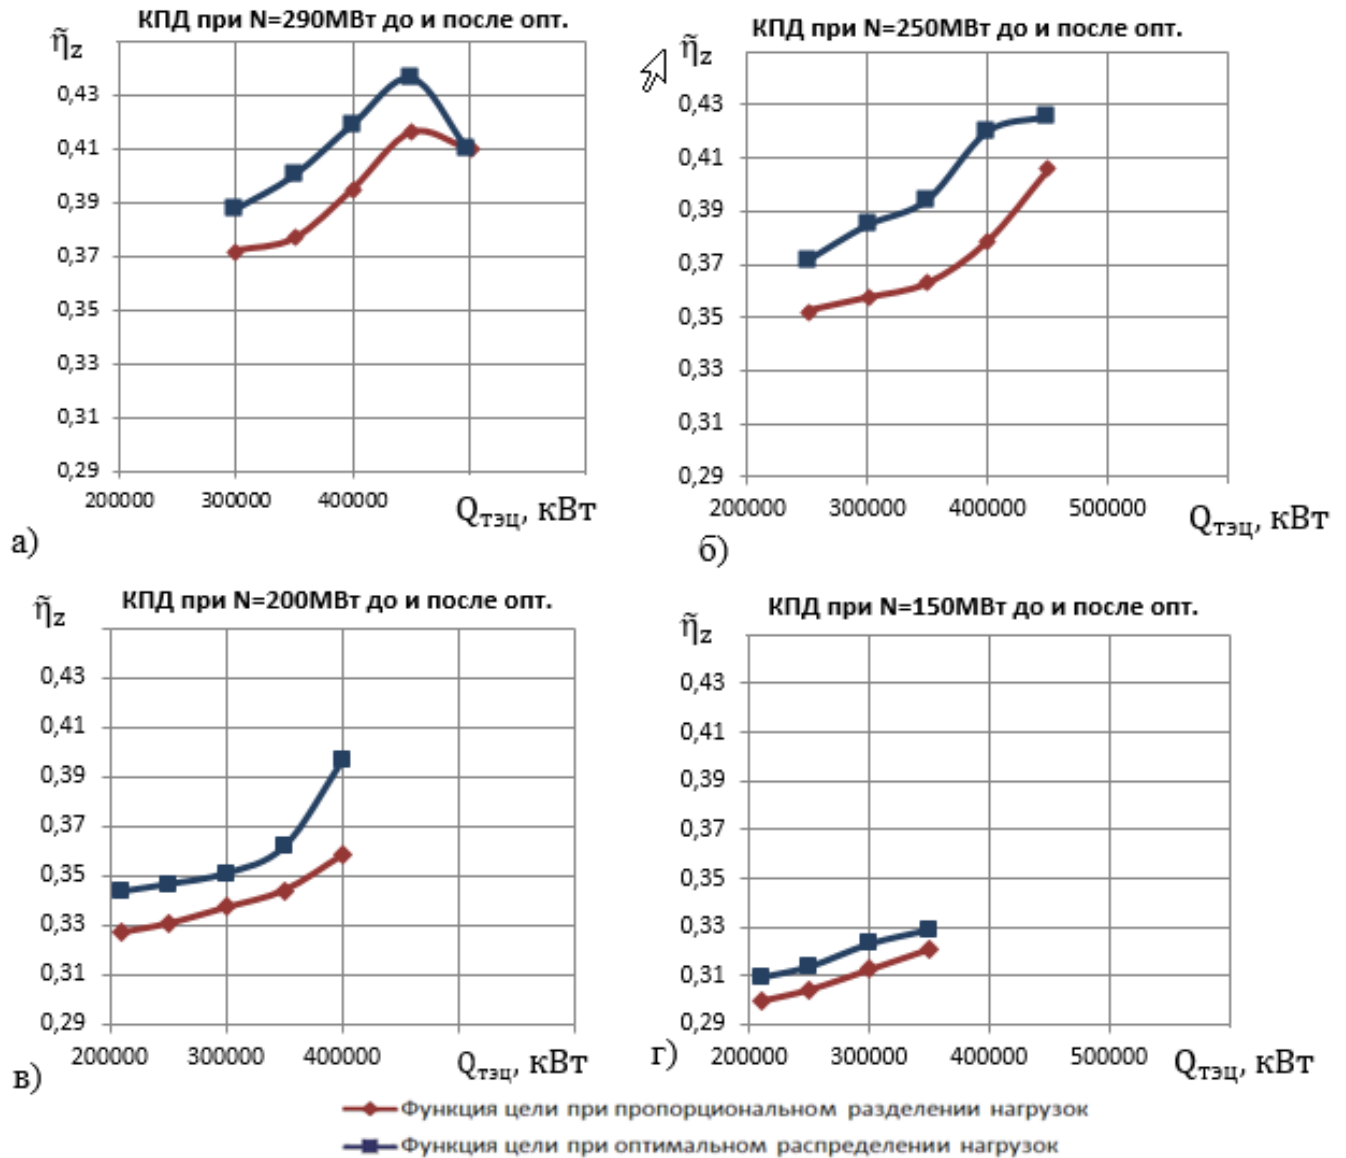 КПД при N=290МВт до и после опт.
η̃z
0,43
0,41
0,39
0,37
0,35
0,33
0,31
0,29
200000 300000 400000 Qтэц, кВт
а)
КПД при N=250МВт до и после опт.
η̃z
0,43
0,41
0,39
0,37
0,35
0,33
0,31
0,29
200000 300000 400000 500000 Qтэц, кВт
б)
КПД при N=200МВт до и после опт.
η̃z
0,43
0,41
0,39
0,37
0,35
0,33
0,31
0,29
200000 300000 400000 Qтэц, кВт
в)
КПД при N=150МВт до и после опт.
η̃z
0,43
0,41
0,39
0,37
0,35
0,33
0,31
0,29
200000 300000 400000 500000 Qтэц, кВт
г)
Функция цели при пропорциональном разделении нагрузок
Функция цели при оптимальном распределении нагрузок